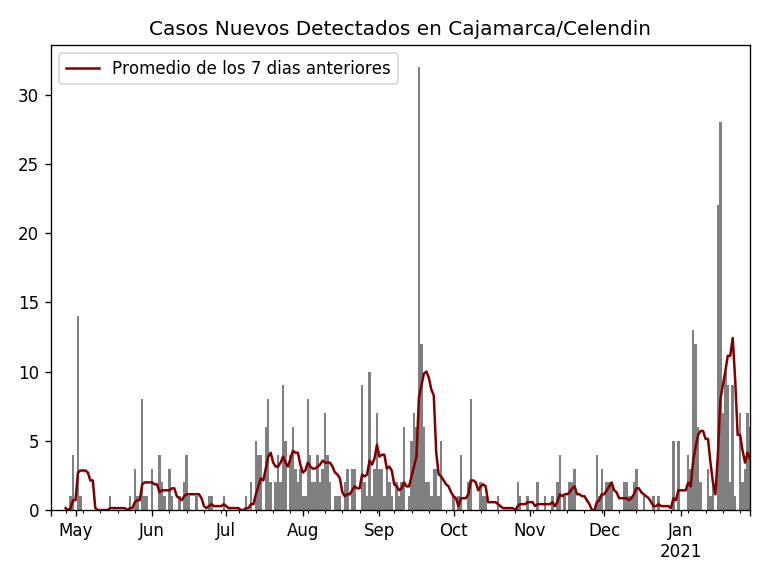 Casos Nuevos Detectados en Cajamarca/Celendin
Promedio de los 7 dias anteriores
30
25
20
15
10
5
0
May Jun Jul Aug Sep Oct Nov Dec Jan
2021